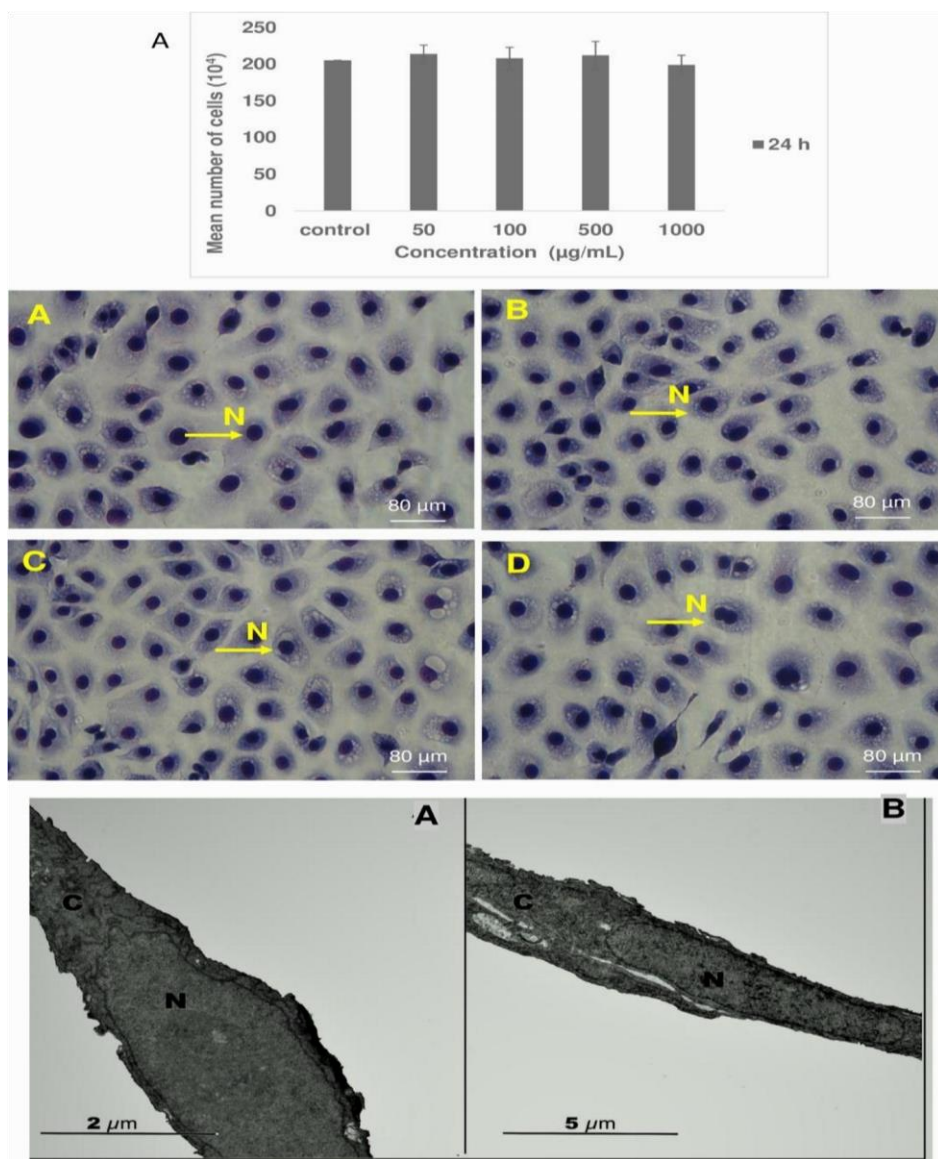 A
Mean number of cells (10⁴)
250
200
150
100
50
0
control 50 100 500 1000
Concentration (µg/mL)
24 h
A
N
80 µm
B
N
80 µm
C
N
80 µm
D
N
80 µm
A
C
N
2 µm
B
C
N
5 µm